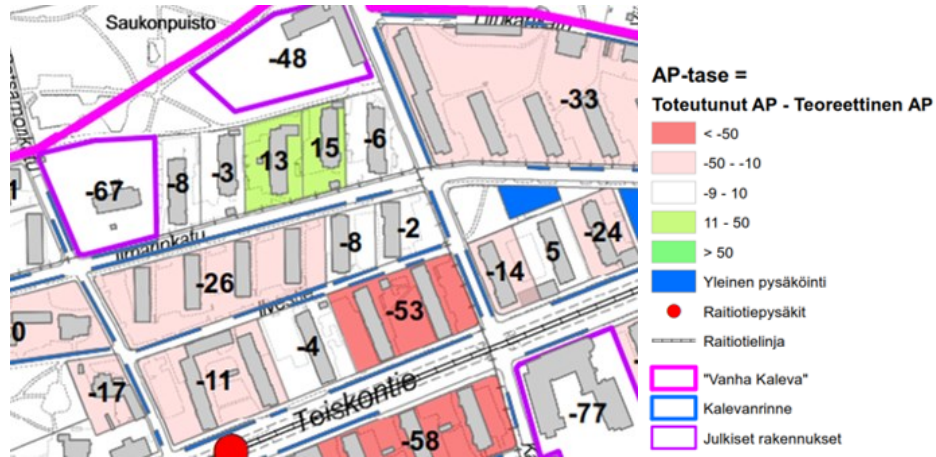 Saukonpuisto
-48
-33
-6
15
13
-3
-8
-67
Ilmarinkatu
-2
-8
-26
-24
5
-14
-53
-4
-11
-17
0
Teiskontie
-58
-77
AP-tase =
Toteutunut AP - Teoreettinen AP
< -50
-50 - -10
-9 - 10
11 - 50
> 50
Yleinen pysäköinti
Raitiotiepysäkit
Raitiotielinja
"Vanha Kaleva"
Kalevanrinne
Julkiset rakennukset